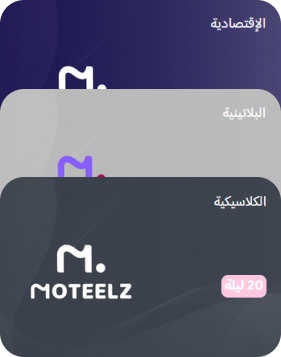 الإقتصادية
M.
البلاتينية
M.
الكلاسيكية
M.
MOTEELZ
20 ليلة